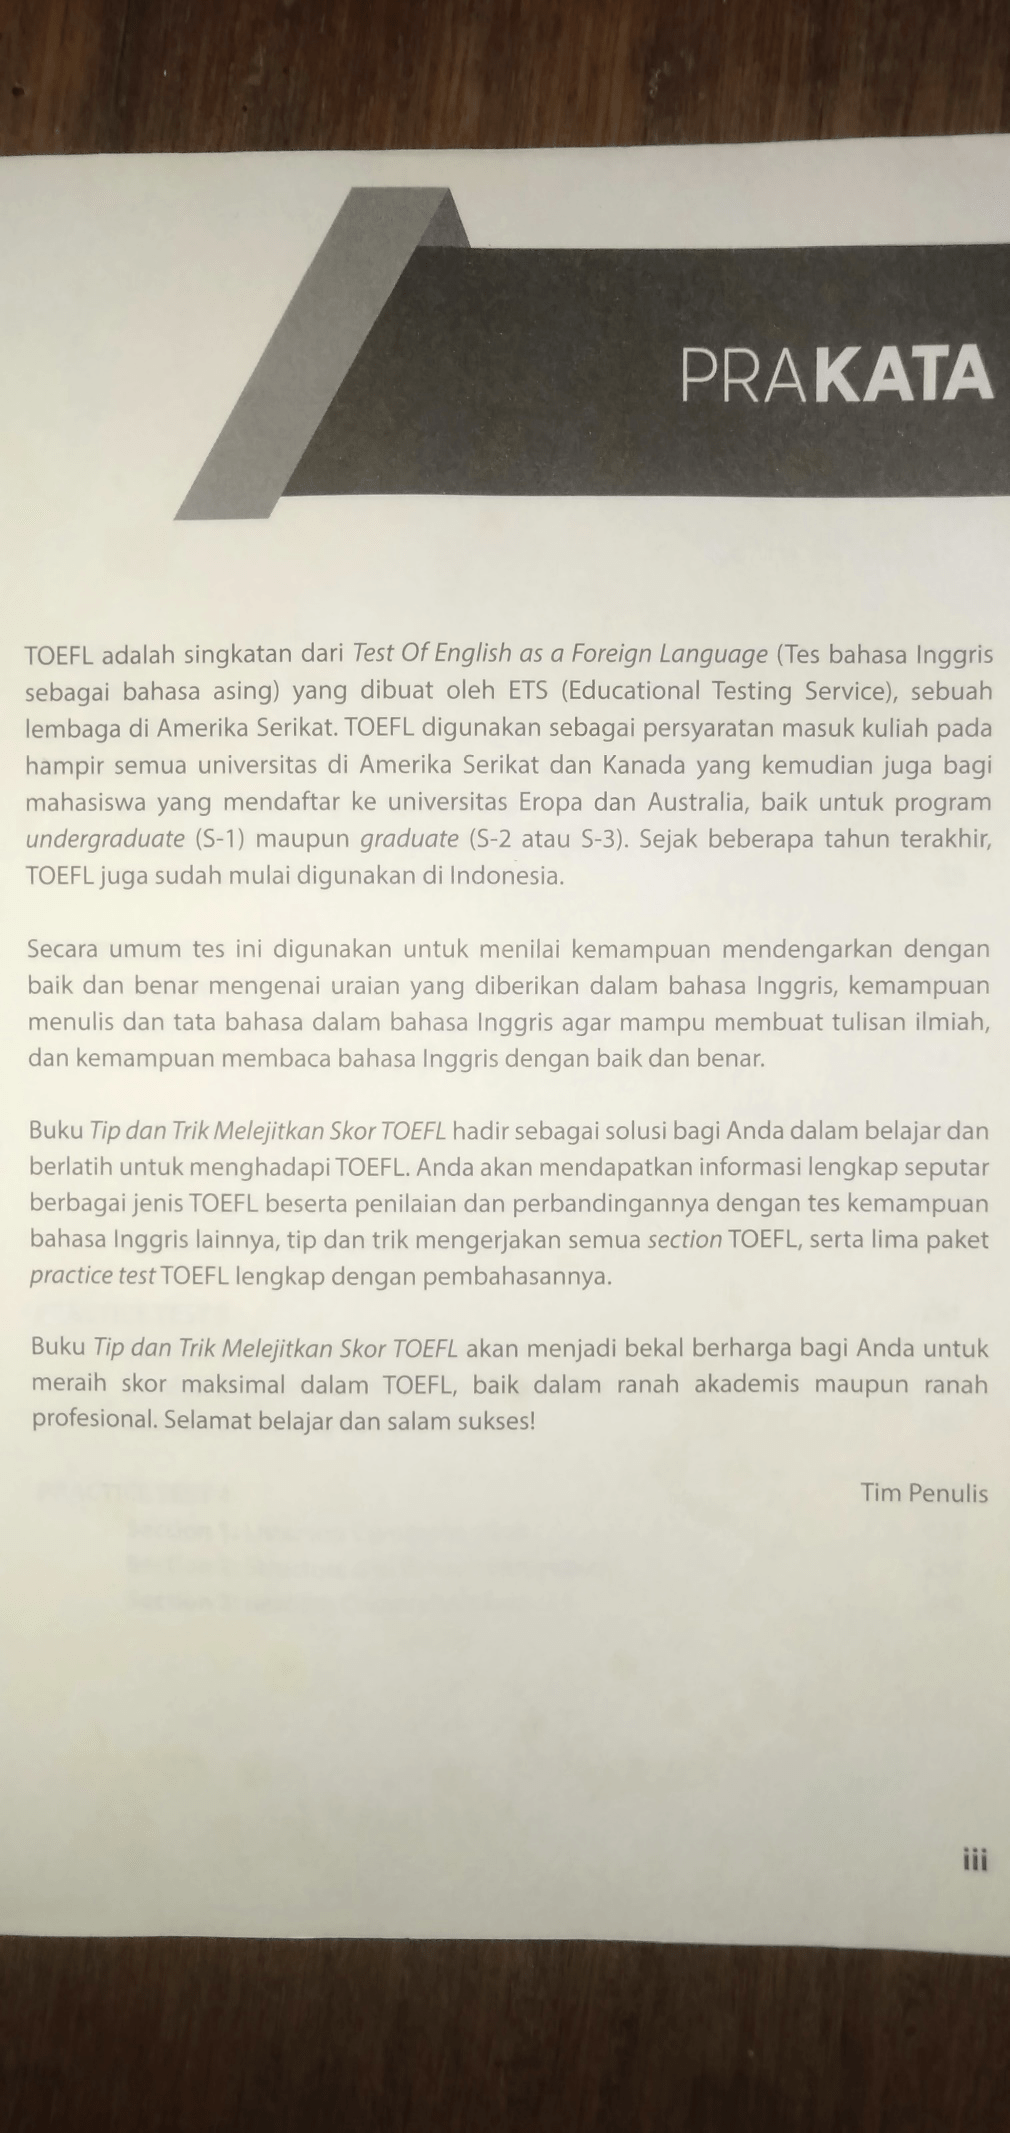 PRAKATA
TOEFL adalah singkatan dari Test Of English as a Foreign Language (Tes bahasa Inggris
sebagai bahasa asing) yang dibuat oleh ETS (Educational Testing Service), sebuah
lembaga di Amerika Serikat. TOEFL digunakan sebagai persyaratan masuk kuliah pada
hampir semua universitas di Amerika Serikat dan Kanada yang kemudian juga bagi
mahasiswa yang mendaftar ke universitas Eropa dan Australia, baik untuk program
undergraduate (S-1) maupun graduate (S-2 atau S-3). Sejak beberapa tahun terakhir,
TOEFL juga sudah mulai digunakan di Indonesia.
Secara umum tes ini digunakan untuk menilai kemampuan mendengarkan dengan
baik dan benar mengenai uraian yang diberikan dalam bahasa Inggris, kemampuan
menulis dan tata bahasa dalam bahasa Inggris agar mampu membuat tulisan ilmiah,
dan kemampuan membaca bahasa Inggris dengan baik dan benar.
Buku Tip dan Trik Melejitkan Skor TOEFL hadir sebagai solusi bagi Anda dalam belajar dan
berlatih untuk menghadapi TOEFL. Anda akan mendapatkan informasi lengkap seputar
berbagai jenis TOEFL beserta penilaian dan perbandingannya dengan tes kemampuan
bahasa Inggris lainnya, tip dan trik mengerjakan semua section TOEFL, serta lima paket
practice test TOEFL lengkap dengan pembahasannya.
Buku Tip dan Trik Melejitkan Skor TOEFL akan menjadi bekal berharga bagi Anda untuk
meraih skor maksimal dalam TOEFL, baik dalam ranah akademis maupun ranah
profesional. Selamat belajar dan salam sukses!
Tim Penulis
iii